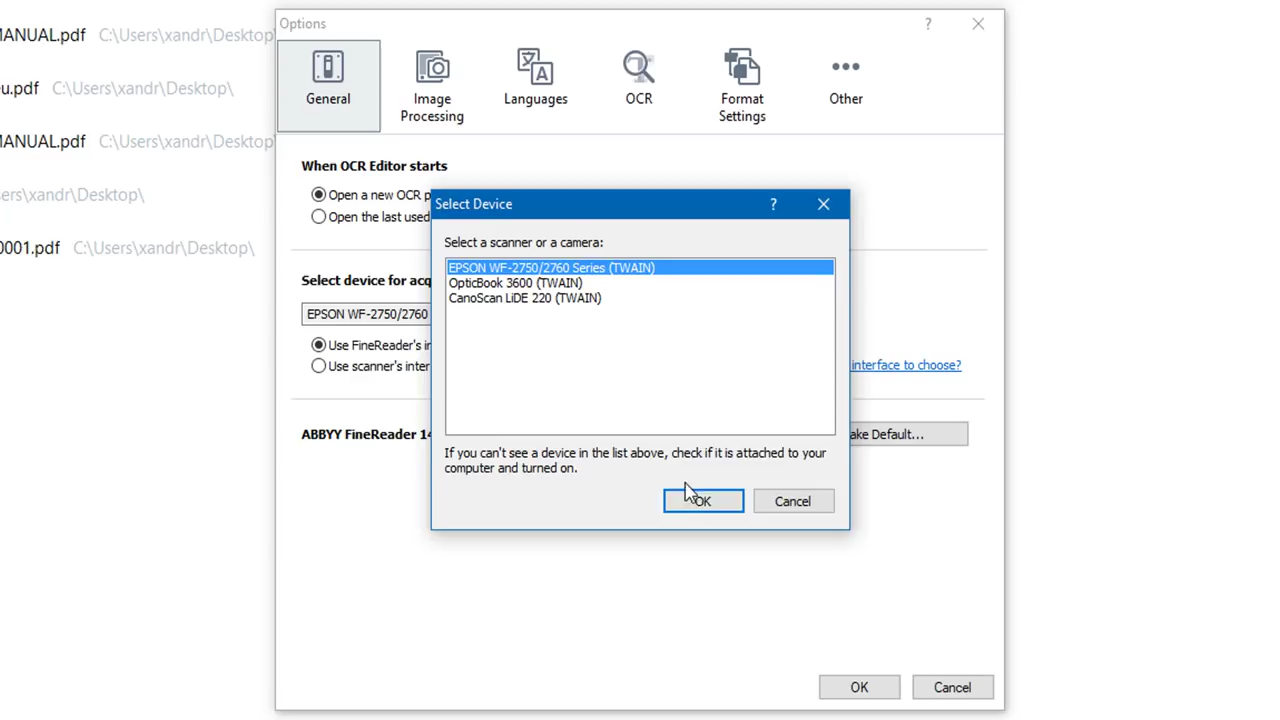 Options
General
Image
Processing
Languages
OCR
Format
Settings
Other
MANUAL.pdf C:\Users\xandr\Desktop
u.pdf C:\Users\xandr\Desktop\
MANUAL.pdf C:\Users\xandr\Desktop
ers\xandr\Desktop\
0001.pdf C:\Users\xandr\Desktop\
When OCR Editor starts
Open a new OCR p
Open the last used
Select device for acq
EPSON WF-2750/2760
Use FineReader's in
Use scanner's inter
interface to choose?
ABBYY FineReader 14
ake Default...
Select Device
Select a scanner or a camera:
EPSON WF-2750/2760 Series (TWAIN)
OpticBook 3600 (TWAIN)
CanoScan LiDE 220 (TWAIN)
If you can't see a device in the list above, check if it is attached to your
computer and turned on.
OK Cancel
OK Cancel